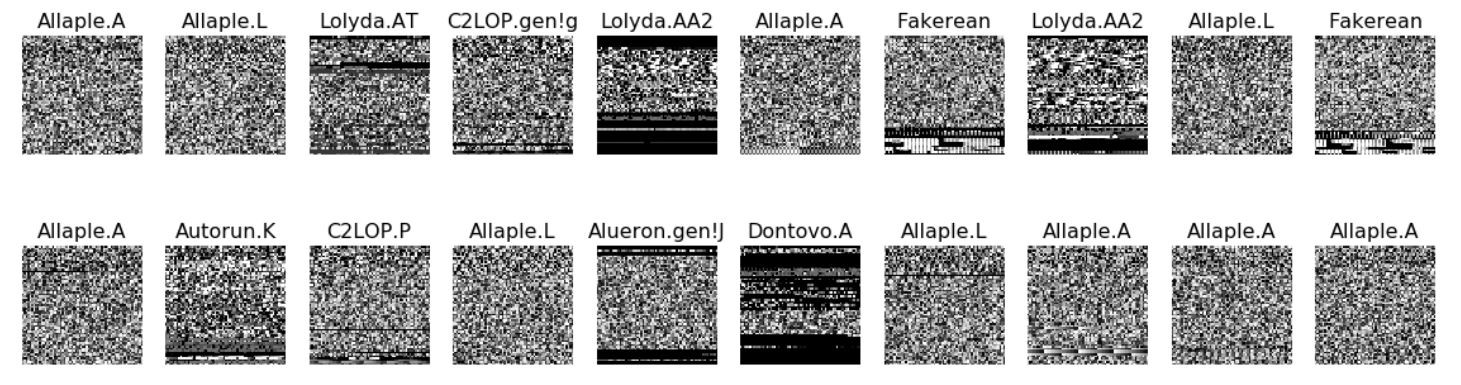 Allaple.A Allaple.L Lolyda.AT C2LOP.gen!g Lolyda.AA2 Allaple.A Fakerean Lolyda.AA2 Allaple.L Fakerean
Allaple.A Autorun.K C2LOP.P Allaple.L Alueron.gen!J Dontovo.A Allaple.L Allaple.A Allaple.A Allaple.A